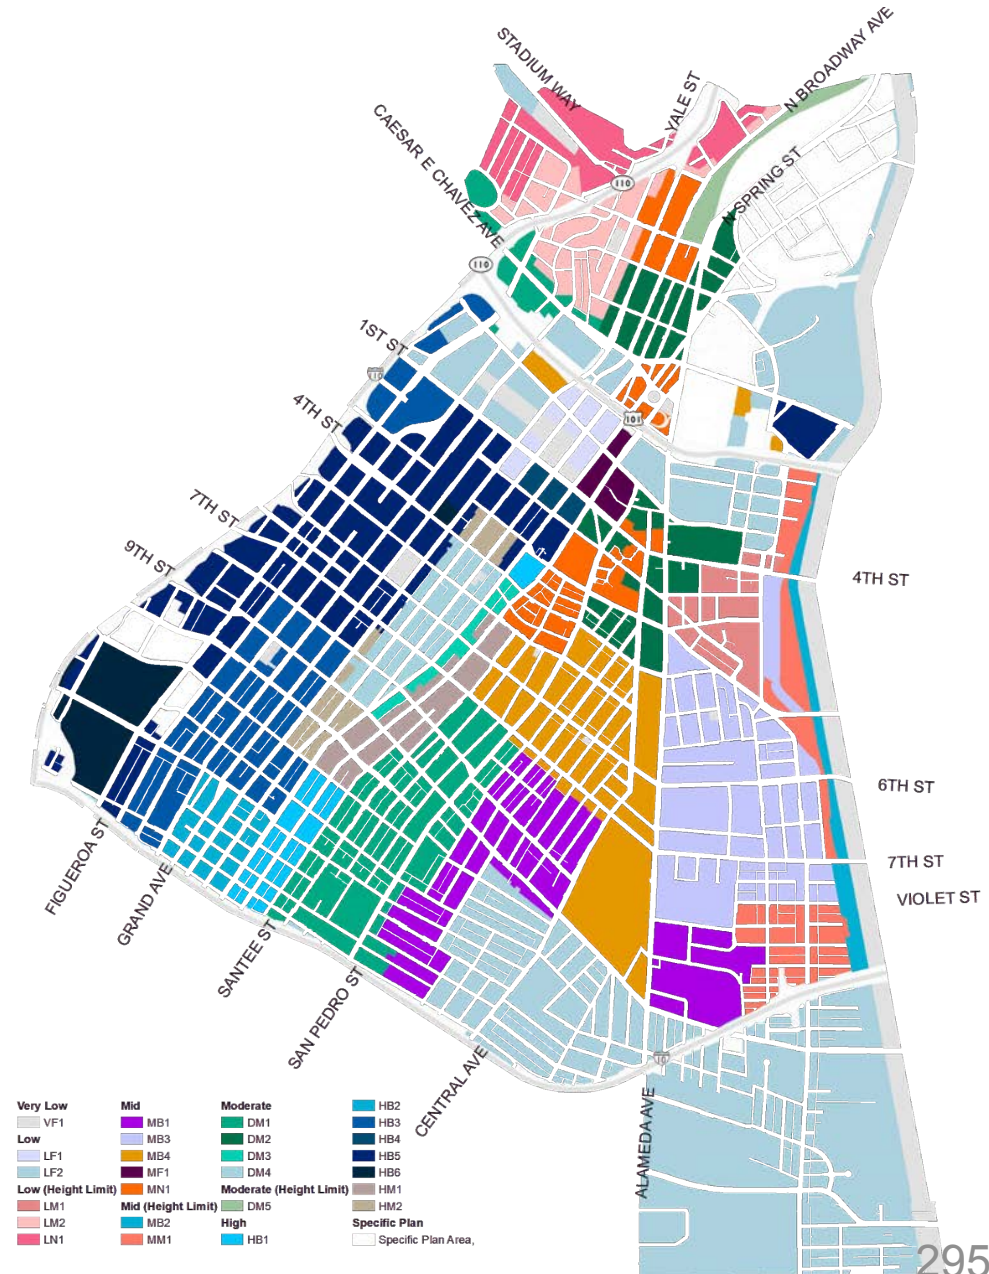 STADIUM WAY
YALE ST
N BROADWAY AVE
CAESAR E CHAVEZ AVE
N SPRING ST
110
110
1ST ST
110
4TH ST
101
7TH ST
9TH ST
4TH ST
6TH ST
7TH ST
VIOLET ST
FIGUEROA ST
GRAND AVE
SANTEE ST
SAN PEDRO ST
CENTRAL AVE
ALAMEDA AVE
10
Very Low
VF1
Low
LF1
LF2
Low (Height Limit)
LM1
LM2
LN1
Mid
MB1
MB3
MB4
MF1
MN1
Mid (Height Limit)
MB2
MM1
Moderate
DM1
DM2
DM3
DM4
Moderate (Height Limit)
DM5
High
HB1
HB2
HB3
HB4
HB5
HB6
HM1
HM2
Specific Plan
Specific Plan Area,
295